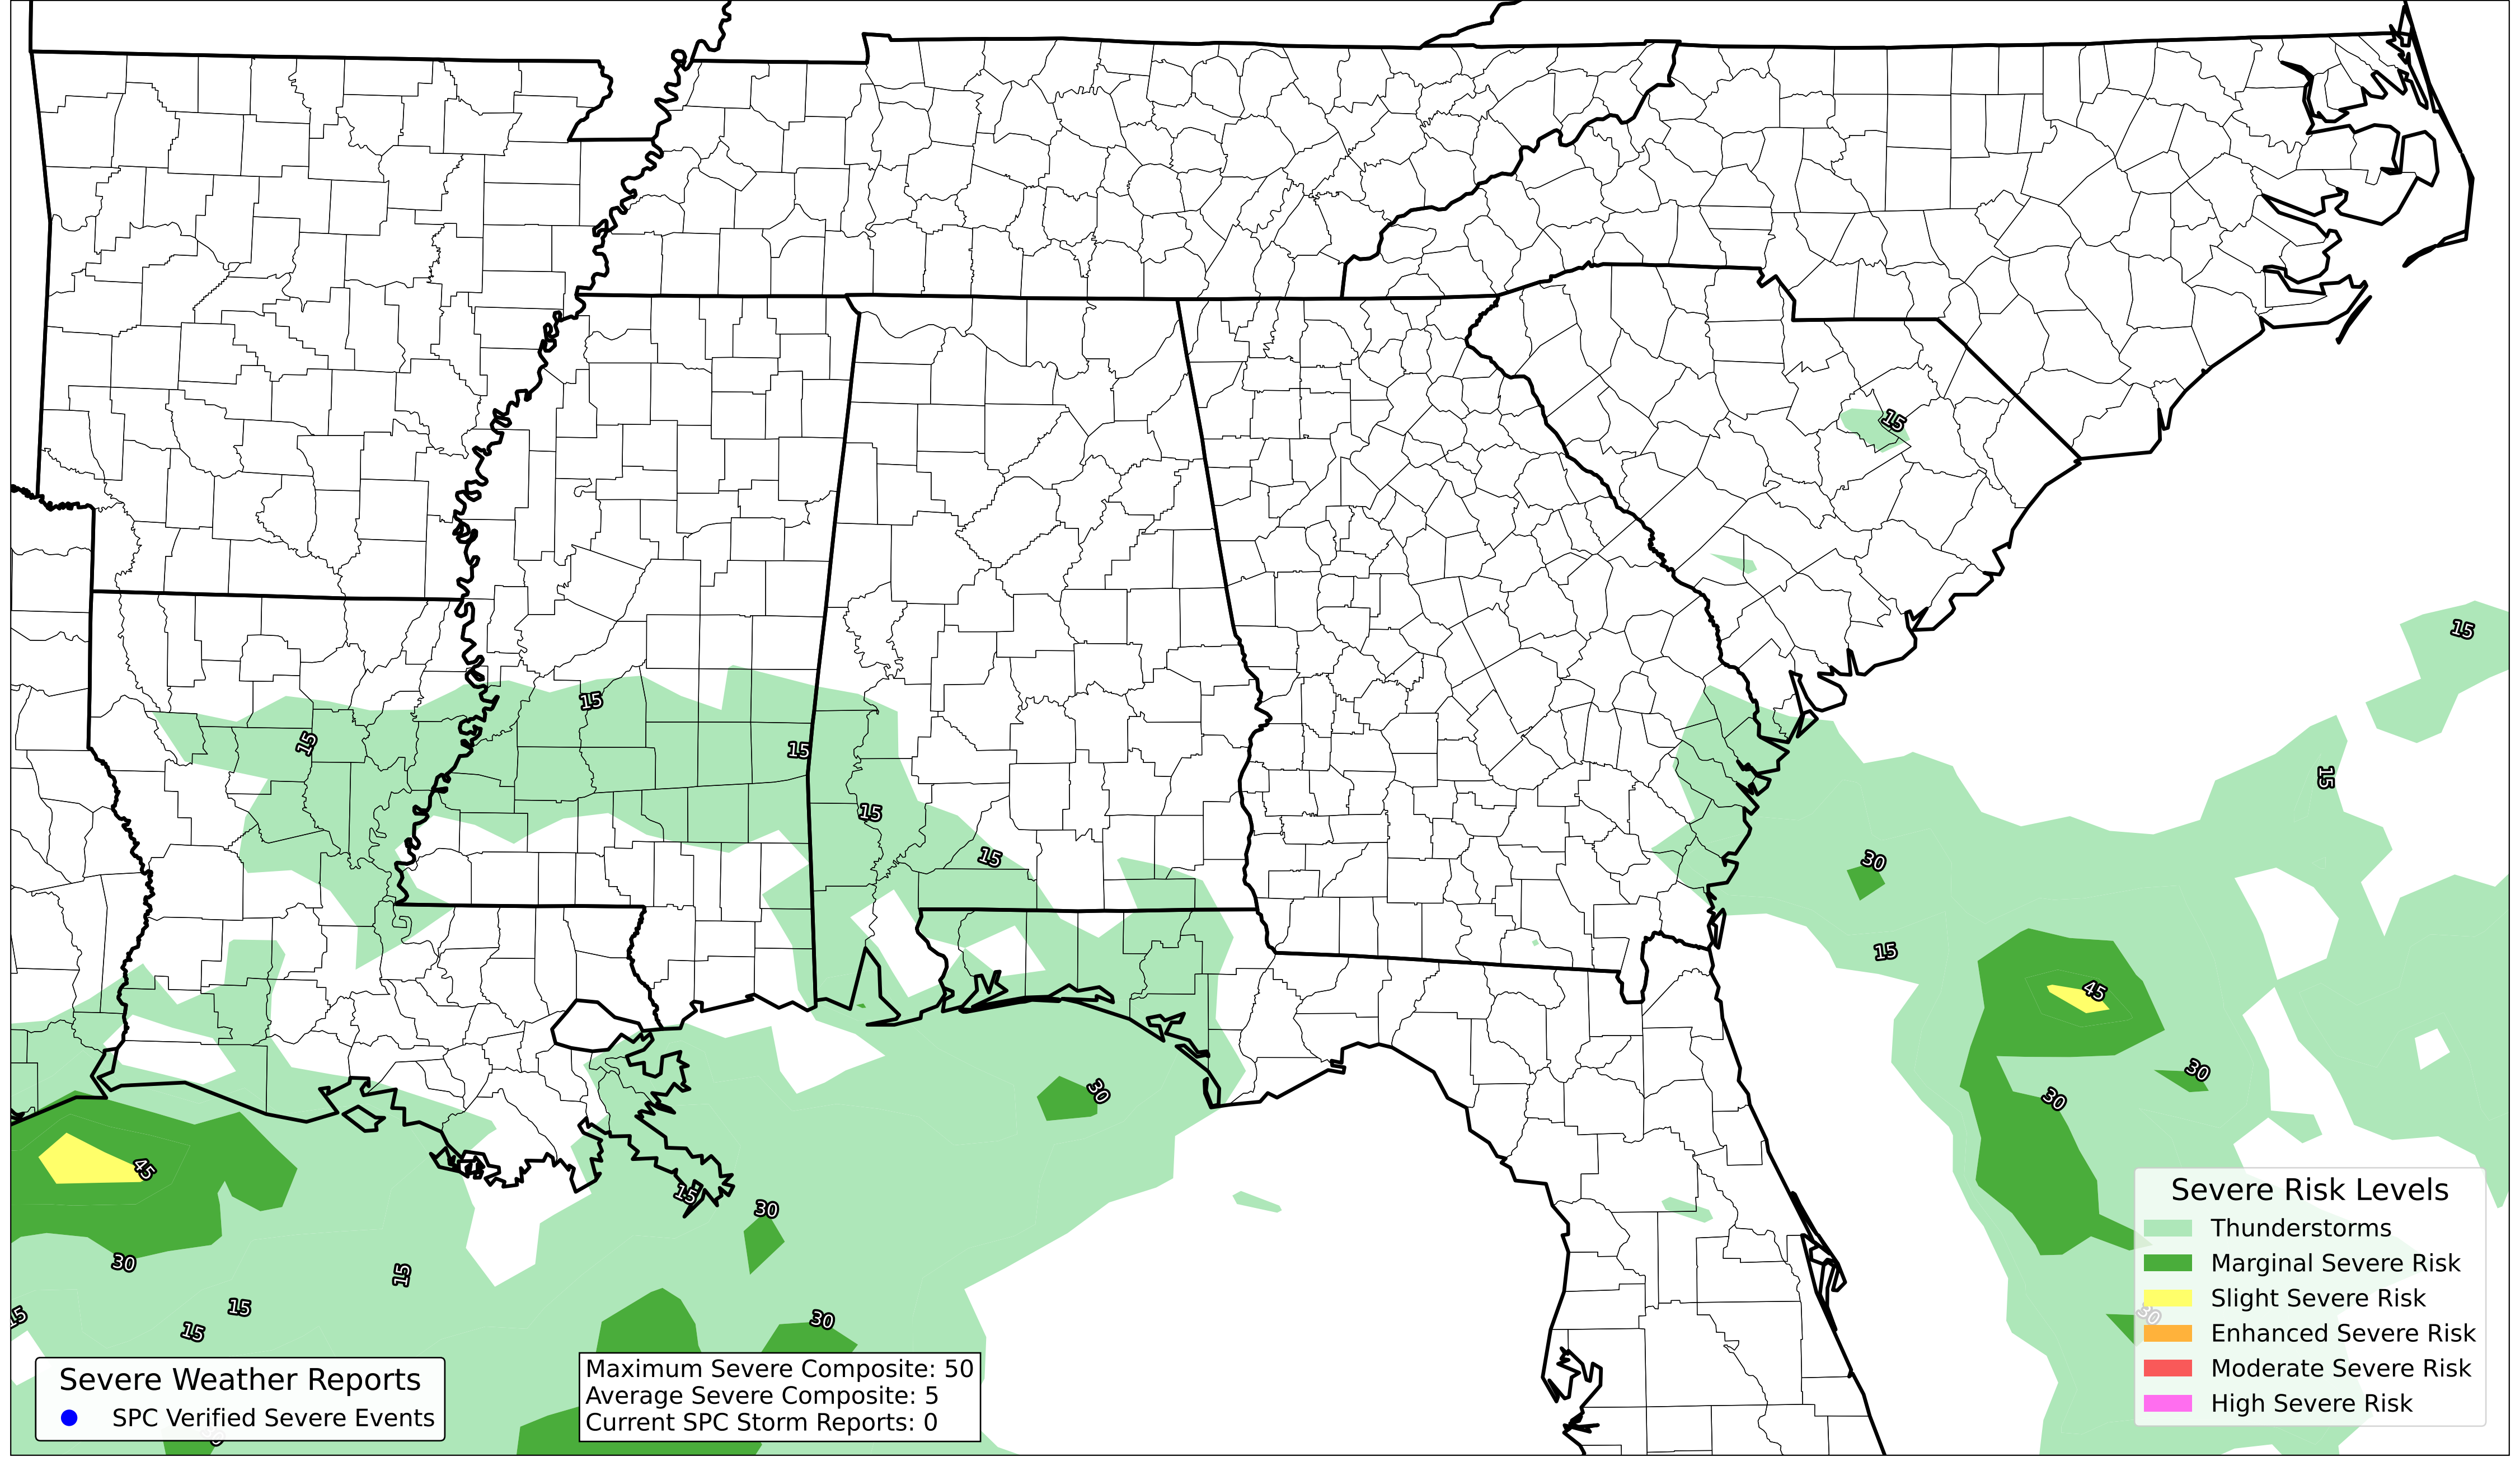 15
15
15
15
15
15
15
15
30
15
45
30
30
30
45
15
30
30
15
15
15
15
30
30
Severe Risk Levels
Thunderstorms
Marginal Severe Risk
Slight Severe Risk
Enhanced Severe Risk
Moderate Severe Risk
High Severe Risk
Severe Weather Reports
SPC Verified Severe Events
Maximum Severe Composite: 50
Average Severe Composite: 5
Current SPC Storm Reports: 0